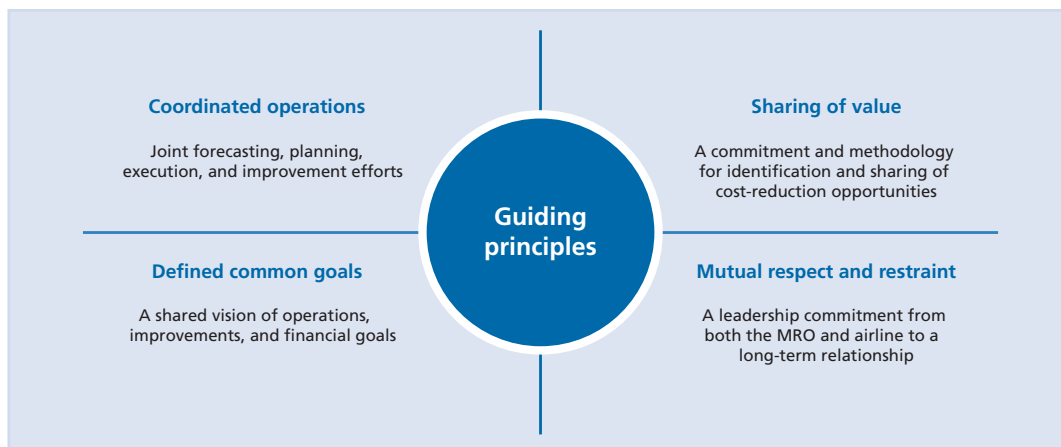 Coordinated operations
Joint forecasting, planning,
execution, and improvement efforts
Sharing of value
A commitment and methodology
for identification and sharing of
cost-reduction opportunities
Guiding
principles
Defined common goals
A shared vision of operations,
improvements, and financial goals
Mutual respect and restraint
A leadership commitment from
both the MRO and airline to a
long-term relationship